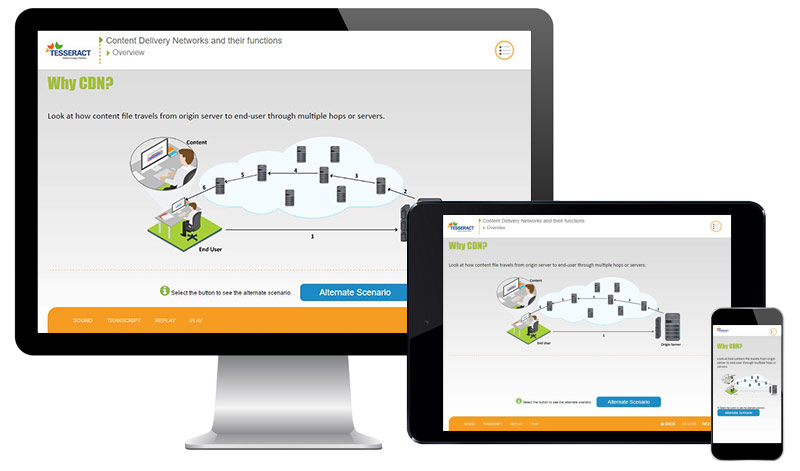 TESSERACT
Content Delivery Networks and their functions
Overview
Why CDN?
Look at how content file travels from origin server to end-user through multiple hops or servers.
Content
6
5
4
3
2
1
End User
Select the button to see the alternate scenario.
Alternate Scenario
SOUND
TRANSCRIPT
REPLAY
PLAY
TESSERACT
Content Delivery Networks and their functions
Overview
Why CDN?
Look at how content file travels from origin server to end-user through multiple hops or servers.
Content
1
End User
Origin Server
Select the button to see the alternate scenario.
Alternate Scenario
SOUND
TRANSCRIPT
REPLAY
PLAY
BACK
TESSERACT
Why CDN?
Look at how content file travels from origin
server to end-user through multiple hops or
servers.
Alternate Scenario